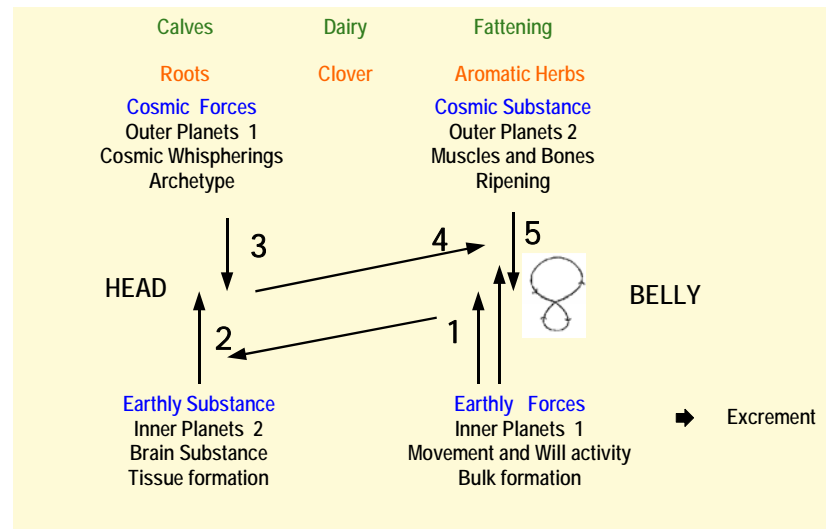 Calves Dairy Fattening
Roots Clover Aromatic Herbs
Cosmic Forces
Outer Planets 1
Cosmic Whispherings
Archetype
Cosmic Substance
Outer Planets 2
Muscles and Bones
Ripening
3
4
5
HEAD
BELLY
2
1
Earthly Substance
Inner Planets 2
Brain Substance
Tissue formation
Earthly Forces
Inner Planets 1
Movement and Will activity
Bulk formation
Excrement